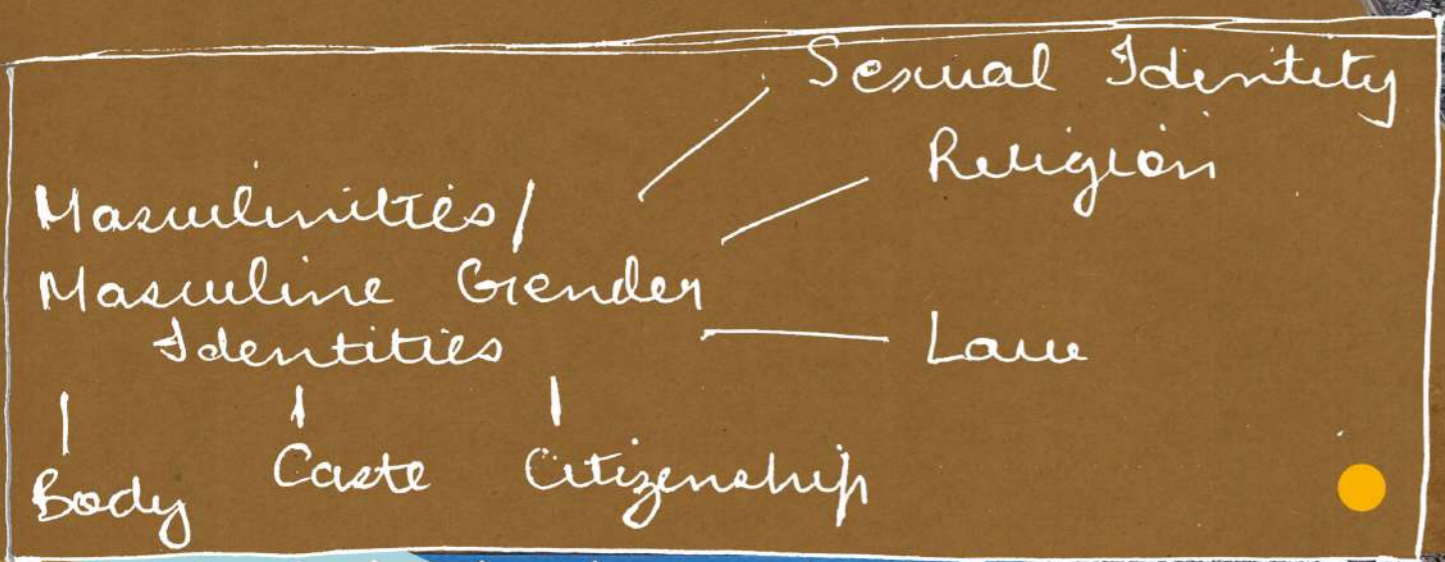 Sexual Identity
Religion
Masculinities/
Masculine Gender
Identities
Law
Body
Caste
Citizenship